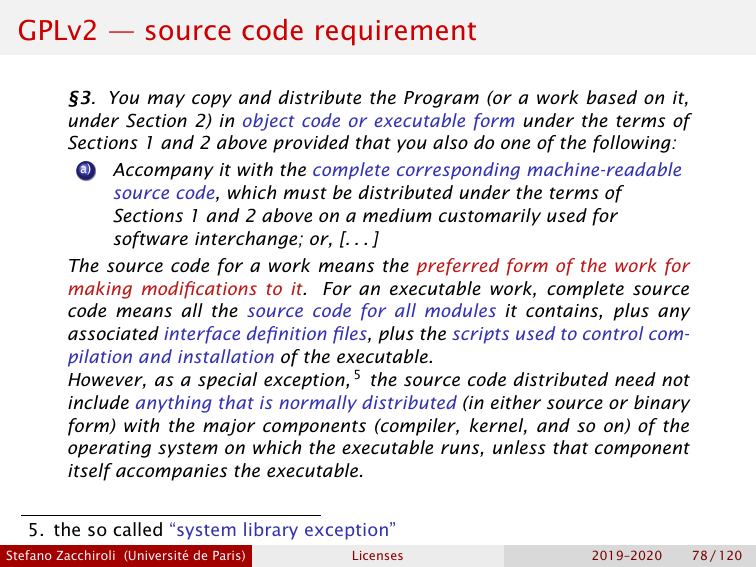 GPLv2 — source code requirement
§3. You may copy and distribute the Program (or a work based on it,
under Section 2) in object code or executable form under the terms of
Sections 1 and 2 above provided that you also do one of the following:
a) Accompany it with the complete corresponding machine-readable
source code, which must be distributed under the terms of
Sections 1 and 2 above on a medium customarily used for
software interchange; or, [...]
The source code for a work means the preferred form of the work for
making modifications to it. For an executable work, complete source
code means all the source code for all modules it contains, plus any
associated interface definition files, plus the scripts used to control com-
pilation and installation of the executable.
However, as a special exception,⁵ the source code distributed need not
include anything that is normally distributed (in either source or binary
form) with the major components (compiler, kernel, and so on) of the
operating system on which the executable runs, unless that component
itself accompanies the executable.
5. the so called “system library exception”
Stefano Zacchiroli (Université de Paris) Licenses 2019–2020 78 / 120